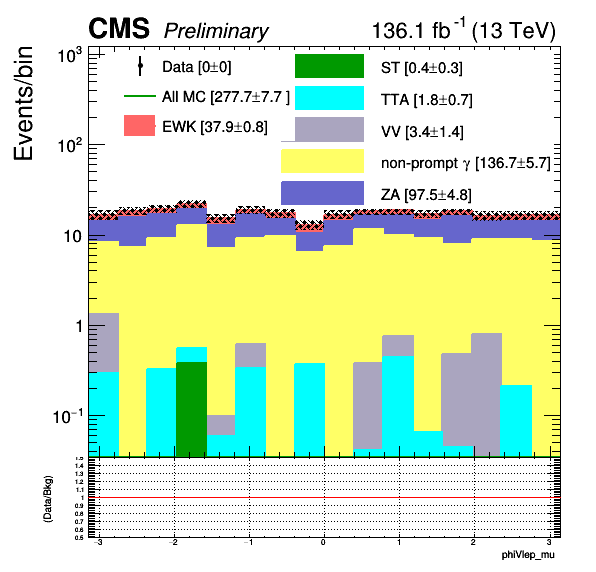 CMS Preliminary 136.1 fb⁻¹ (13 TeV)
Events/bin
10³
10²
10
1
10⁻¹
Data [0±0]
All MC [277.7±7.7 ]
EWK [37.9±0.8]
ST [0.4±0.3]
TTA [1.8±0.7]
VV [3.4±1.4]
non-prompt γ [136.7±5.7]
ZA [97.5±4.8]
(Data/Bkg)
1.5
1.4
1.3
1.2
1.1
1
0.9
0.8
0.7
0.6
0.5
−3 −2 −1 0 1 2 3
phiVlep_mu